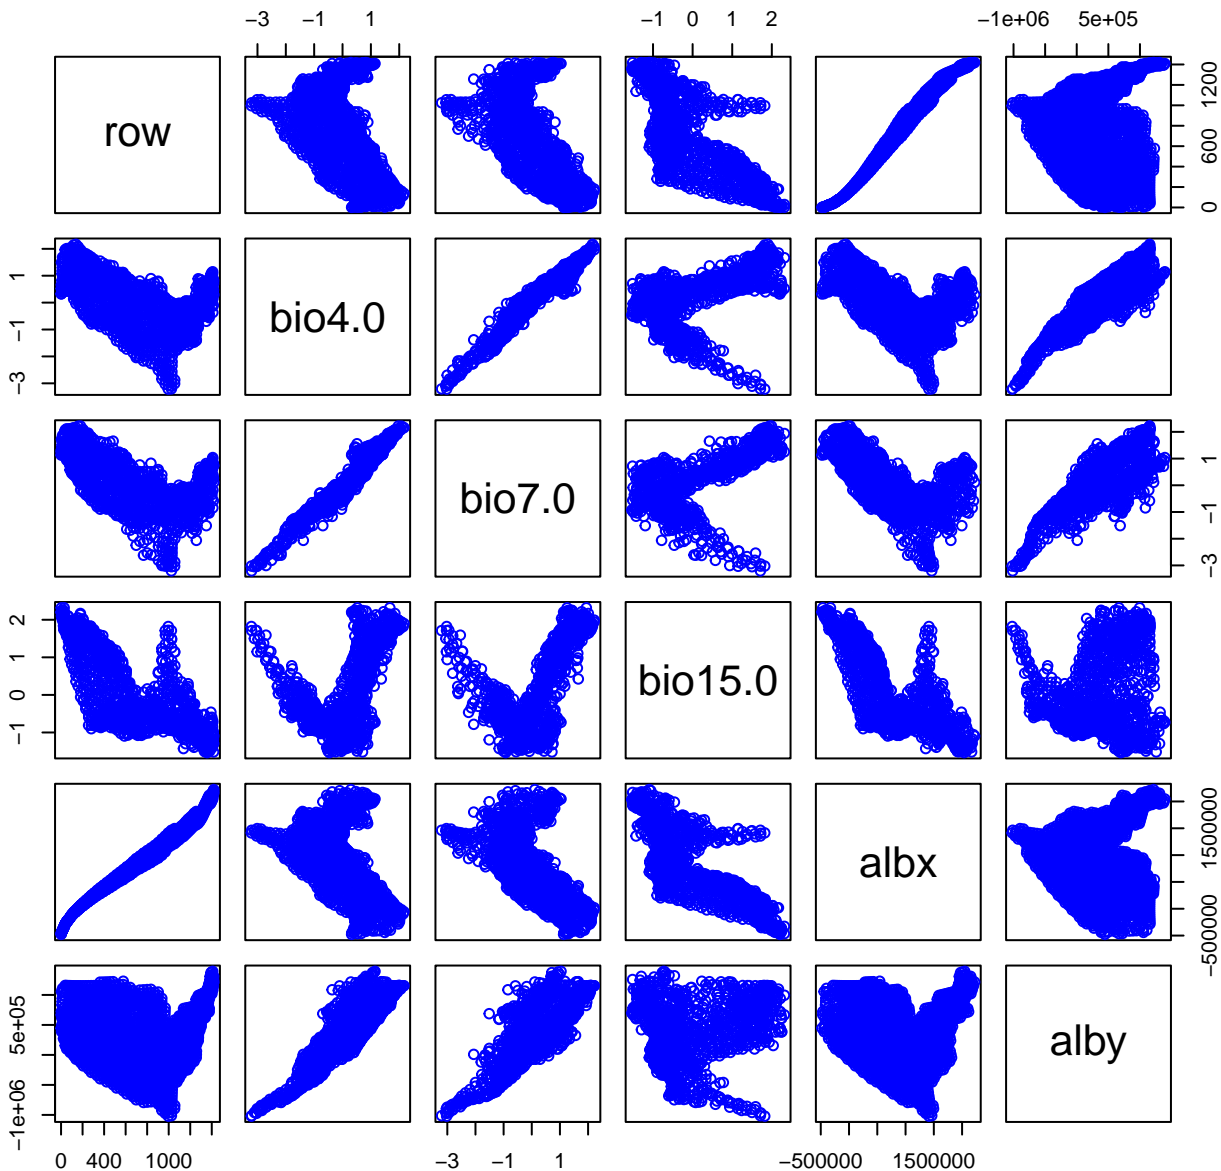 −3 −1 1 −1 0 1 2 −1e+06 5e+05
row
0 600 1200
−3 −1 1
bio4.0
bio7.0
−3 −1 1
−1 0 1 2
bio15.0
albx
−500000 1500000
−1e+06 5e+05
alby
0 400 1000 −3 −1 1 −500000 1500000